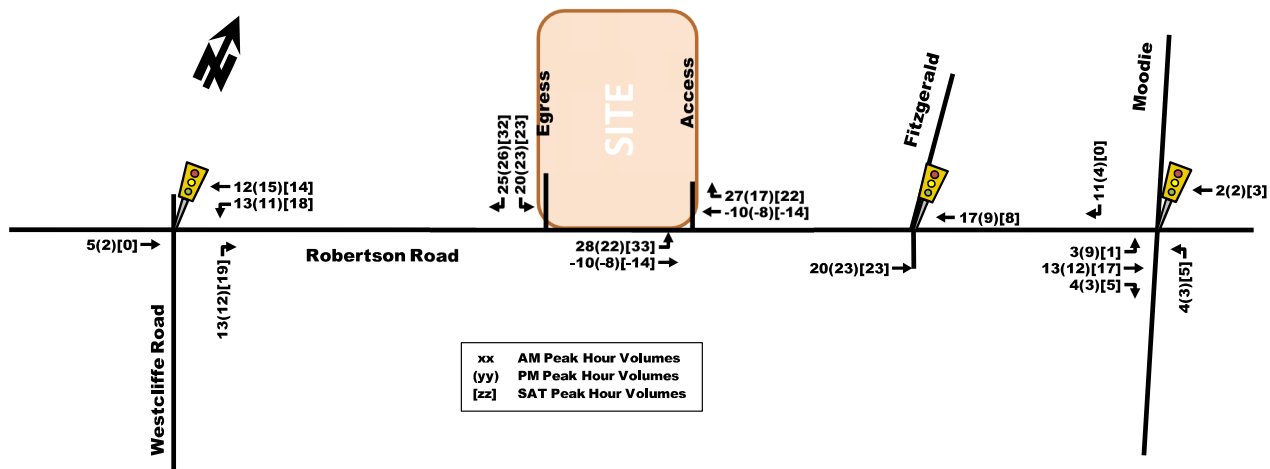 Moodie
Fitzgerald
Egress
SITE
Access
25(26)[32]
20(23)[23]
11(4)[0]
12(15)[14]
13(11)[18]
27(17)[22]
-10(-8)[-14]
17(9)[8]
2(2)[3]
5(2)[0]
13(12)[19]
Robertson Road
28(22)[33]
-10(-8)[-14]
20(23)[23]
3(9)[1]
13(12)[17]
4(3)[5]
4(3)[5]
Westcliffe Road
xx AM Peak Hour Volumes
(yy) PM Peak Hour Volumes
[zz] SAT Peak Hour Volumes